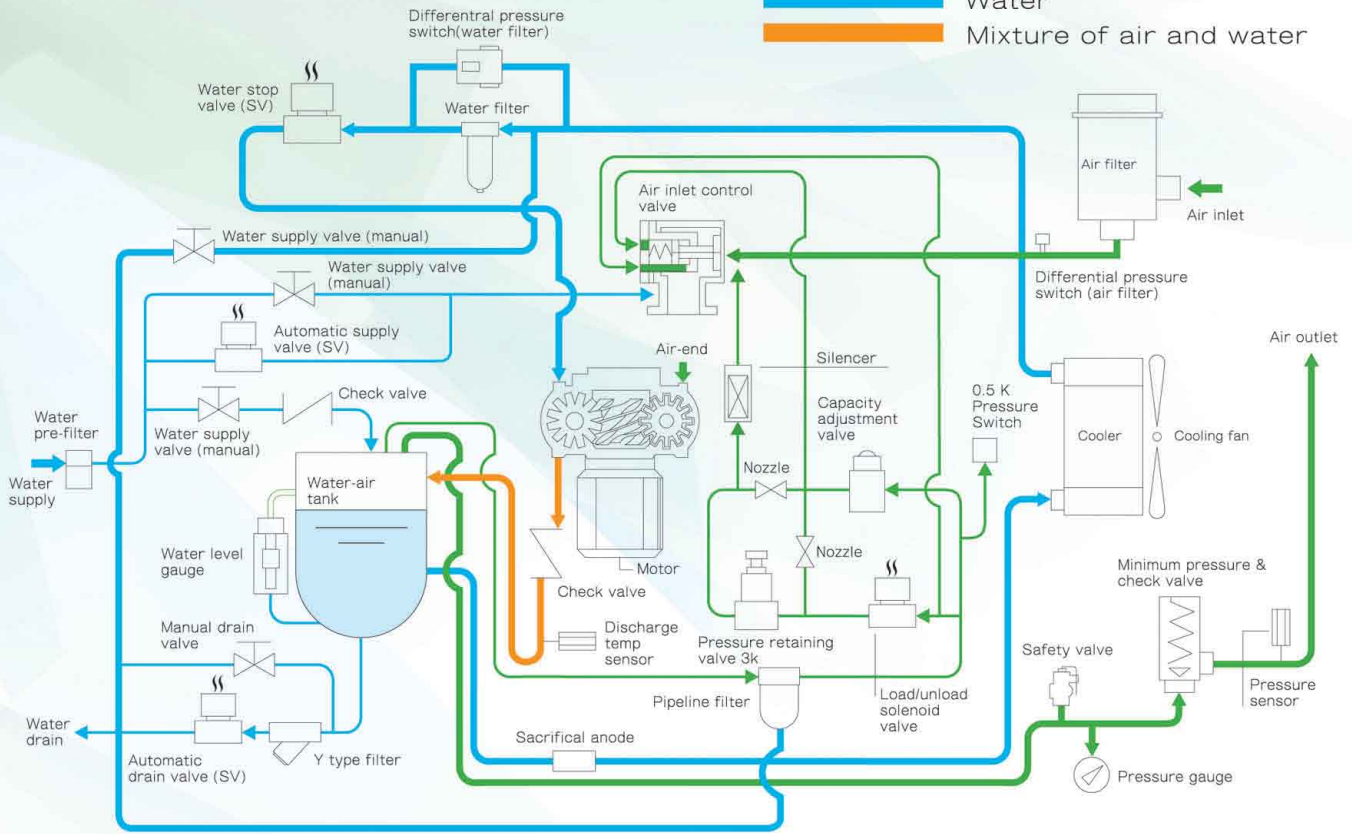 Water
Mixture of air and water
Differentral pressure
switch(water filter)
Water stop
valve (SV)
Water filter
Air filter
Air inlet
Air inlet control
valve
Water supply valve (manual)
Water supply valve
(manual)
Differential pressure
switch (air filter)
Automatic supply
valve (SV)
Air-end
Silencer
Air outlet
Check valve
Capacity
adjustment
valve
0.5 K
Pressure
Switch
Water
pre-filter
Water supply
valve (manual)
Cooler
Cooling fan
Water
supply
Water-air
tank
Nozzle
Water level
gauge
Nozzle
Motor
Minimum pressure &
check valve
Check valve
Manual drain
valve
Discharge
temp
sensor
Pressure retaining
valve 3k
Safety valve
Pipeline filter
Load/unload
solenoid
valve
Pressure
sensor
Water
drain
Sacrifical anode
Automatic
drain valve (SV)
Y type filter
Pressure gauge